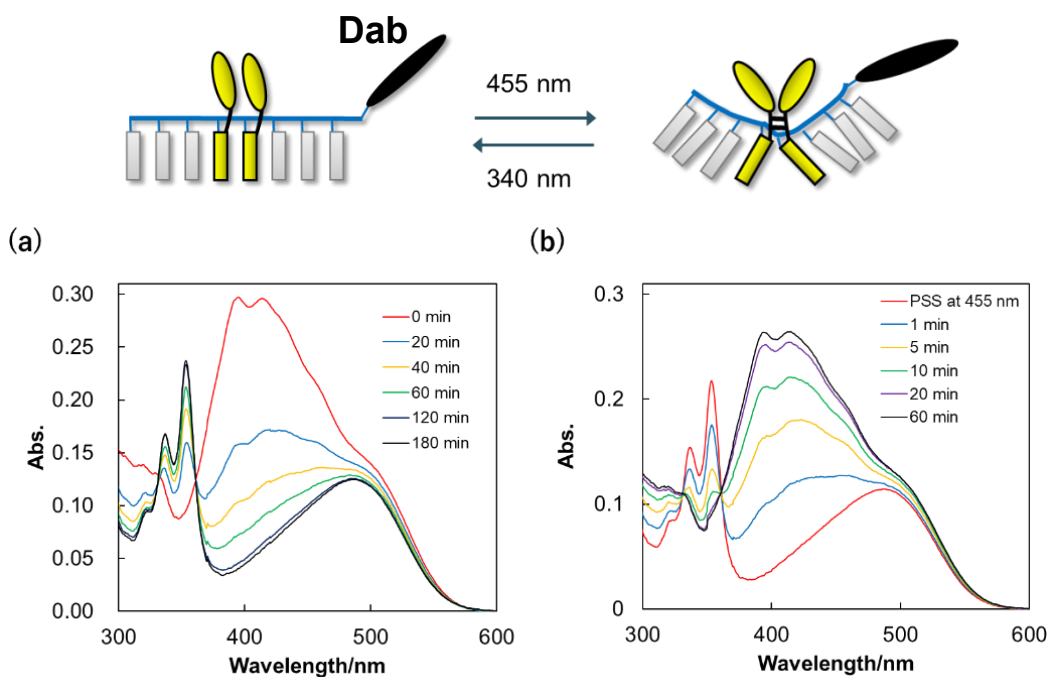 Dab
455 nm
340 nm
(a)
(b)
0.30
0.25
0.20
0.15
0.10
0.05
0.00
Abs.
0 min
20 min
40 min
60 min
120 min
180 min
300
400
500
600
Wavelength/nm
0.3
0.2
0.1
0
Abs.
PSS at 455 nm
1 min
5 min
10 min
20 min
60 min
300
400
500
600
Wavelength/nm